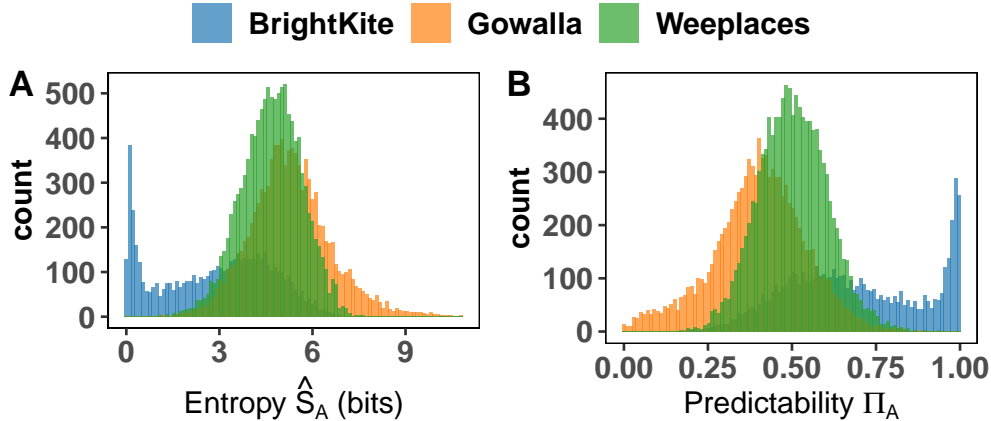 BrightKite Gowalla Weeplaces
A
B
count
500
400
300
200
100
0
0 3 6 9
Entropy Ŝ_A (bits)
count
400
300
200
100
0
0.00 0.25 0.50 0.75 1.00
Predictability Π_A